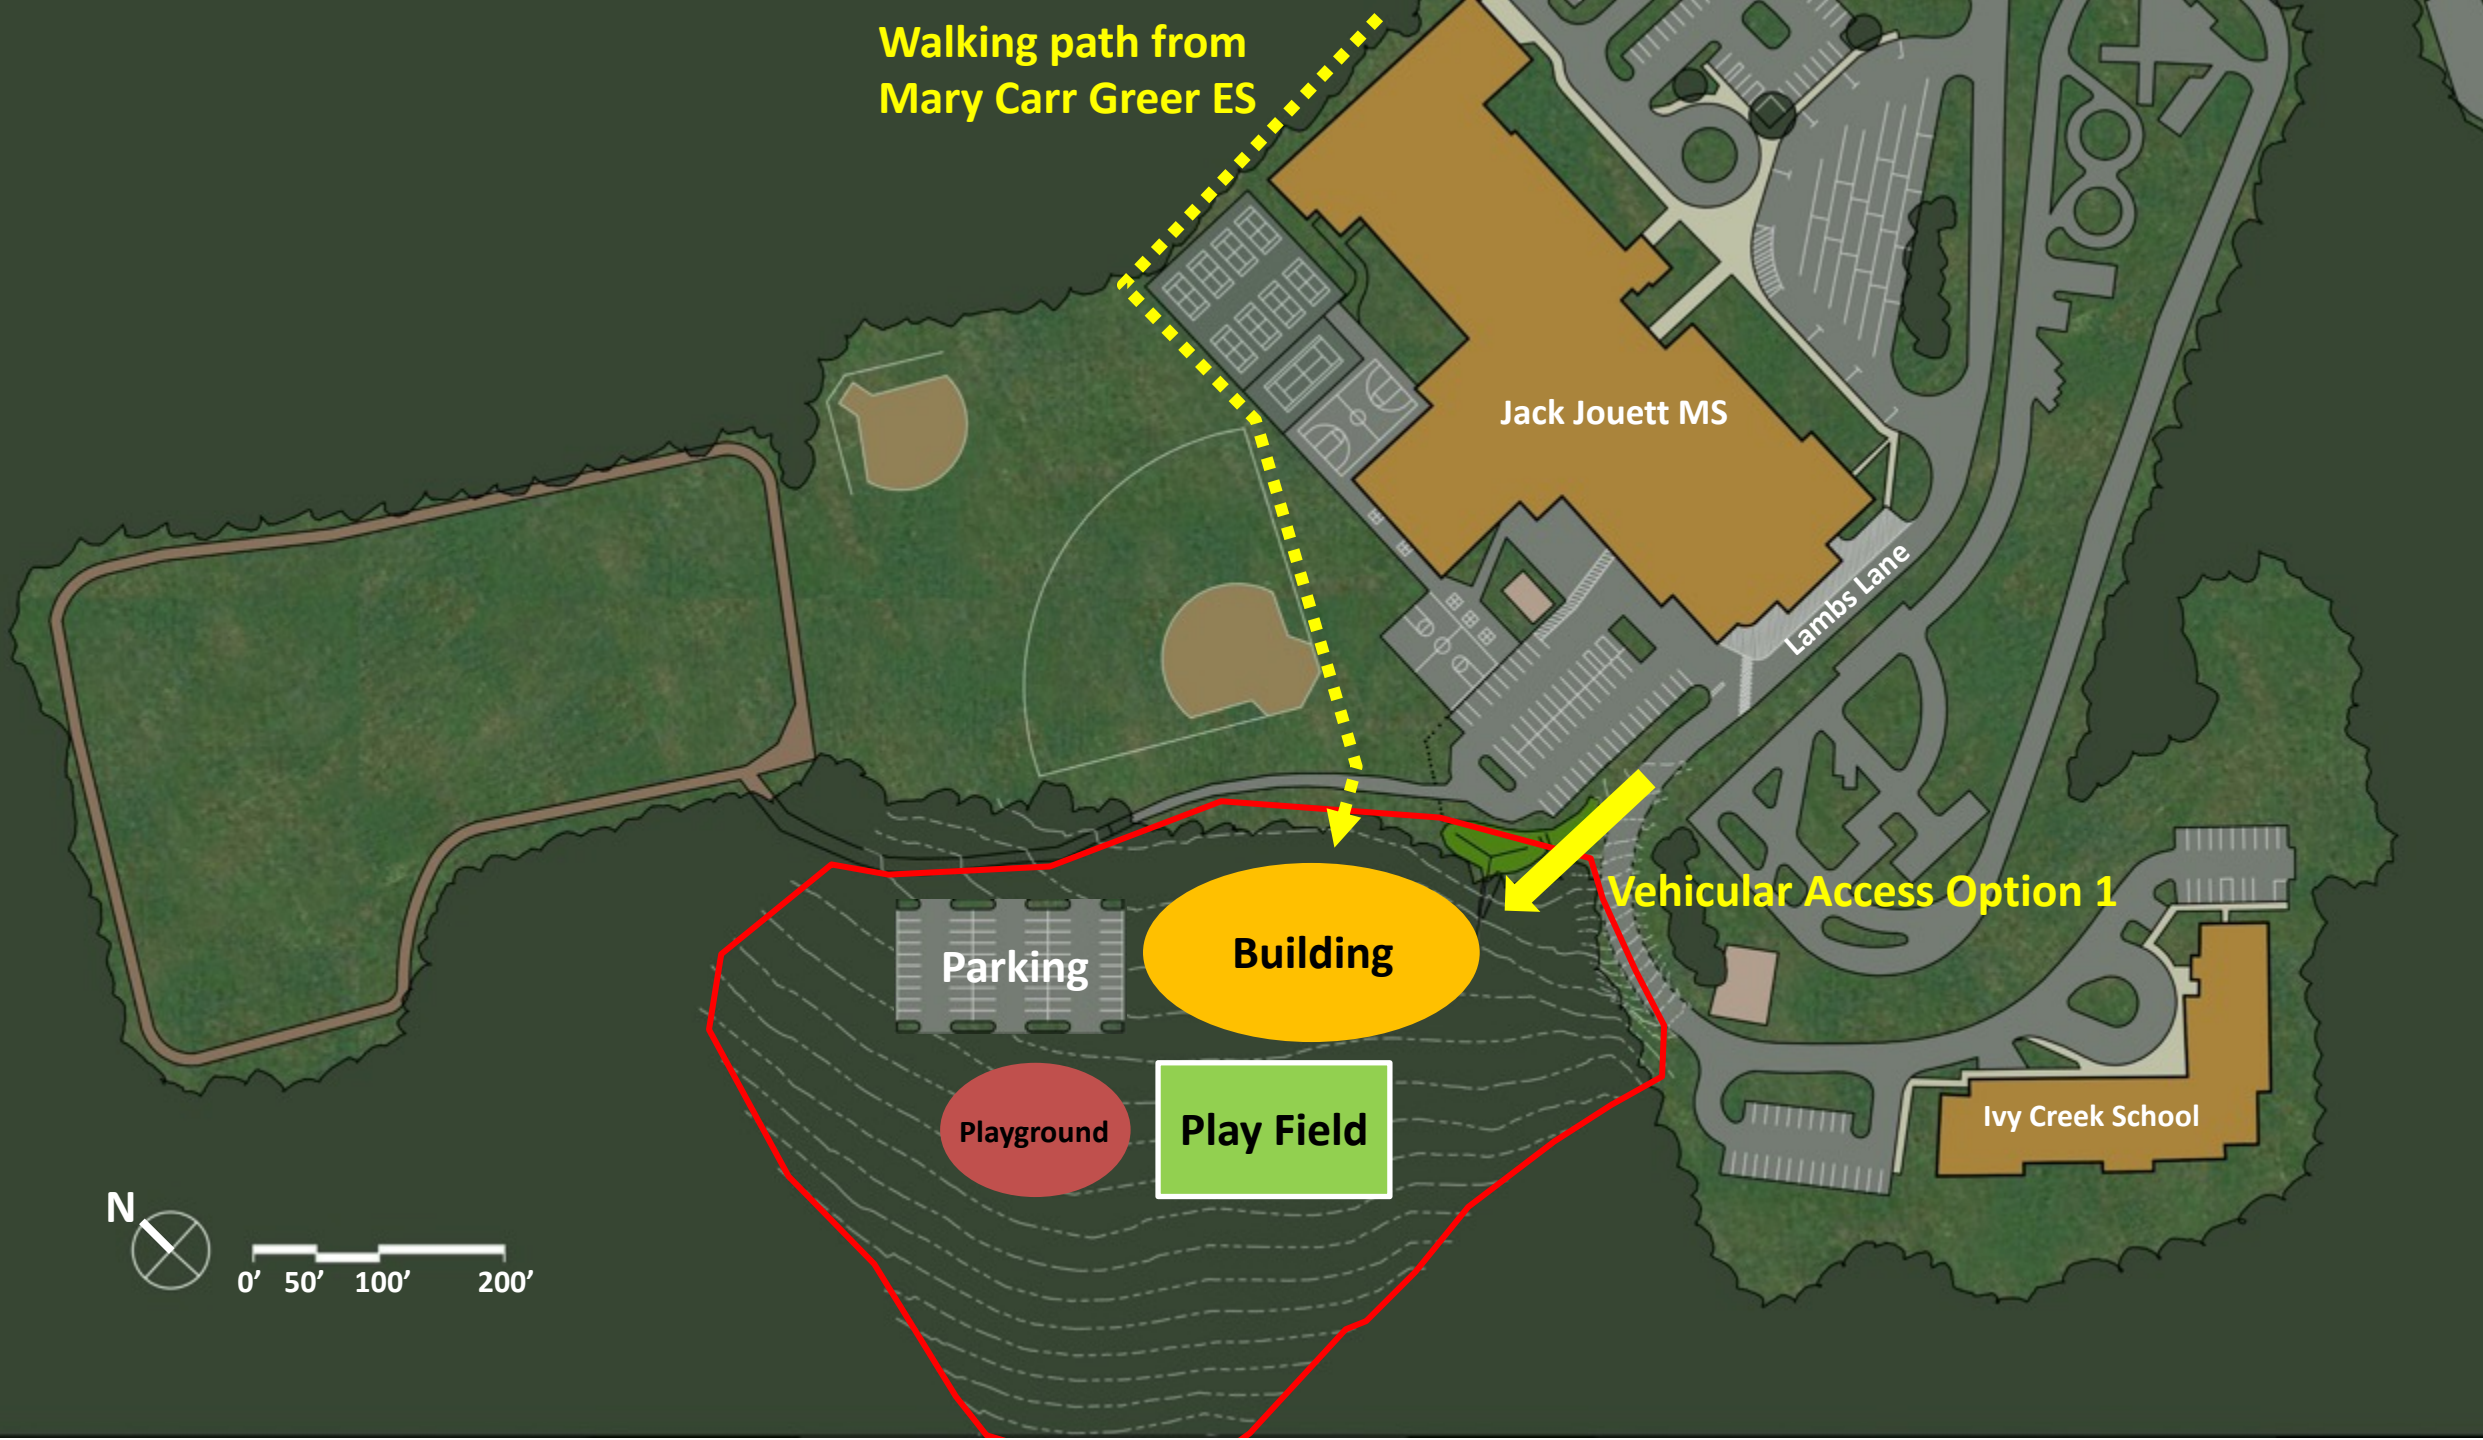 Walking path from
Mary Carr Greer ES
Jack Jouett MS
Lambs Lane
Vehicular Access Option 1
Parking
Building
Playground
Play Field
Ivy Creek School
N
0’ 50’ 100’ 200’